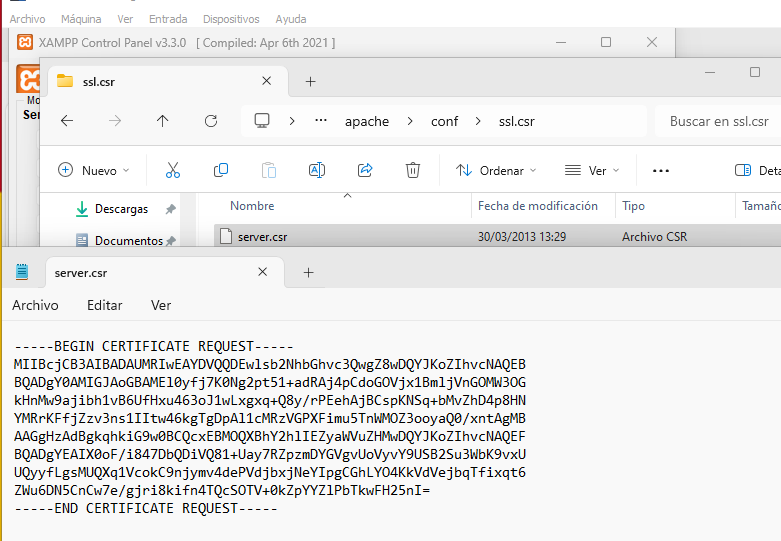 Archivo Máquina Ver Entrada Dispositivos Ayuda
XAMPP Control Panel v3.3.0 [ Compiled: Apr 6th 2021 ]
ssl.csr
Mo
Ser
apache > conf > ssl.csr
Buscar en ssl.csr
Nuevo
Ordenar
Ver
Deta
Descargas
Documentos
Nombre
Fecha de modificación
Tipo
Tamaño
server.csr
30/03/2013 13:29
Archivo CSR
server.csr
Archivo Editar Ver
-----BEGIN CERTIFICATE REQUEST-----
MIIBcjCB3AIBADAUMRIwEAYDVQQDEwlsb2NhbGhvc3QwgZ8wDQYJKoZIhvcNAQEB
BQADgY0AMIGJAoGBAMEl0yfj7K0Ng2pt51+adRAj4pCdoGOVjx1BmljVnGOMW3OG
kHnMw9ajibh1vB6UfHxu463oJ1wLxgxq+Q8y/rPEehAjBCspKNSq+bMvZhD4p8HN
YMRrKFfjZzv3ns1IItw46kgTgDpAl1cMRzVGPXFimu5TnWMOZ3ooyaQ0/xntAgMB
AAGgHzAdBgkqhkiG9w0BCQcxEBMOQXBhY2hlIEZyaWVuZHMwDQYJKoZIhvcNAQEF
BQADgYEAIX0oF/i847DbQDiVQ81+Uay7RZpzmDYGVgvUoVyvY9USB2Su3WbK9vxU
UQyyfLgsMUQXq1VcokC9njymv4dePVdjbxjNeYIpgCGhLYO4KkVdVejbqTfixqt6
ZWu6DN5CnCw7e/gjri8kifn4TQcSOTV+0kZpYYZlPbTkwFH25nI=
-----END CERTIFICATE REQUEST-----